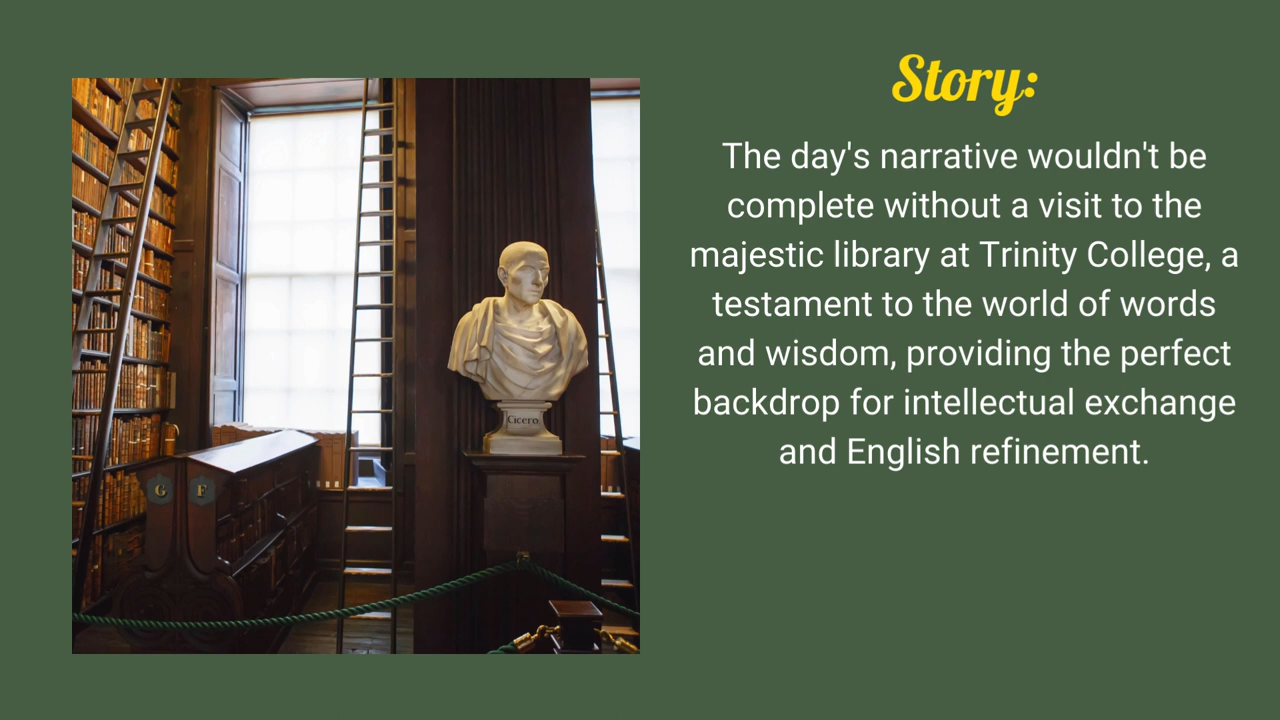 Story:
The day's narrative wouldn't be
complete without a visit to the
majestic library at Trinity College, a
testament to the world of words
and wisdom, providing the perfect
backdrop for intellectual exchange
and English refinement.
Cicero.
G F